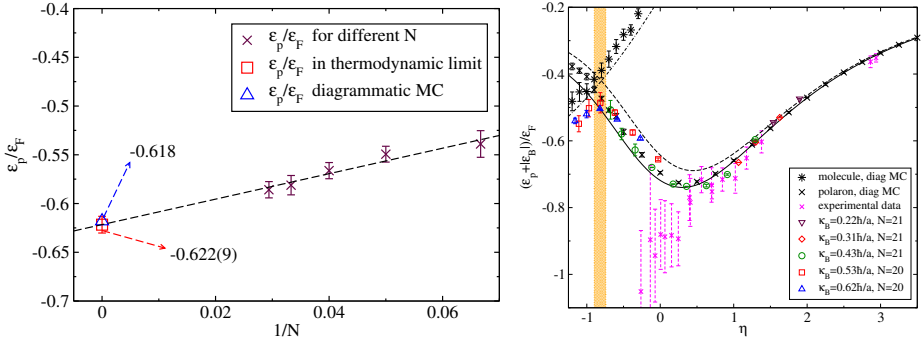 -0.4
-0.45
-0.5
-0.55
-0.6
-0.65
-0.7
ε_p/ε_F
0
0.02
0.04
0.06
1/N
ε_p/ε_F for different N
ε_p/ε_F in thermodynamic limit
ε_p/ε_F diagrammatic MC
-0.618
-0.622(9)
-0.2
-0.4
-0.6
-0.8
-1
(ε_p+|ε_B|)/ε_F
-1
0
1
2
3
η
molecule, diag MC
polaron, diag MC
experimental data
κ_B=0.22h/a, N=21
κ_B=0.31h/a, N=21
κ_B=0.43h/a, N=21
κ_B=0.53h/a, N=20
κ_B=0.62h/a, N=20